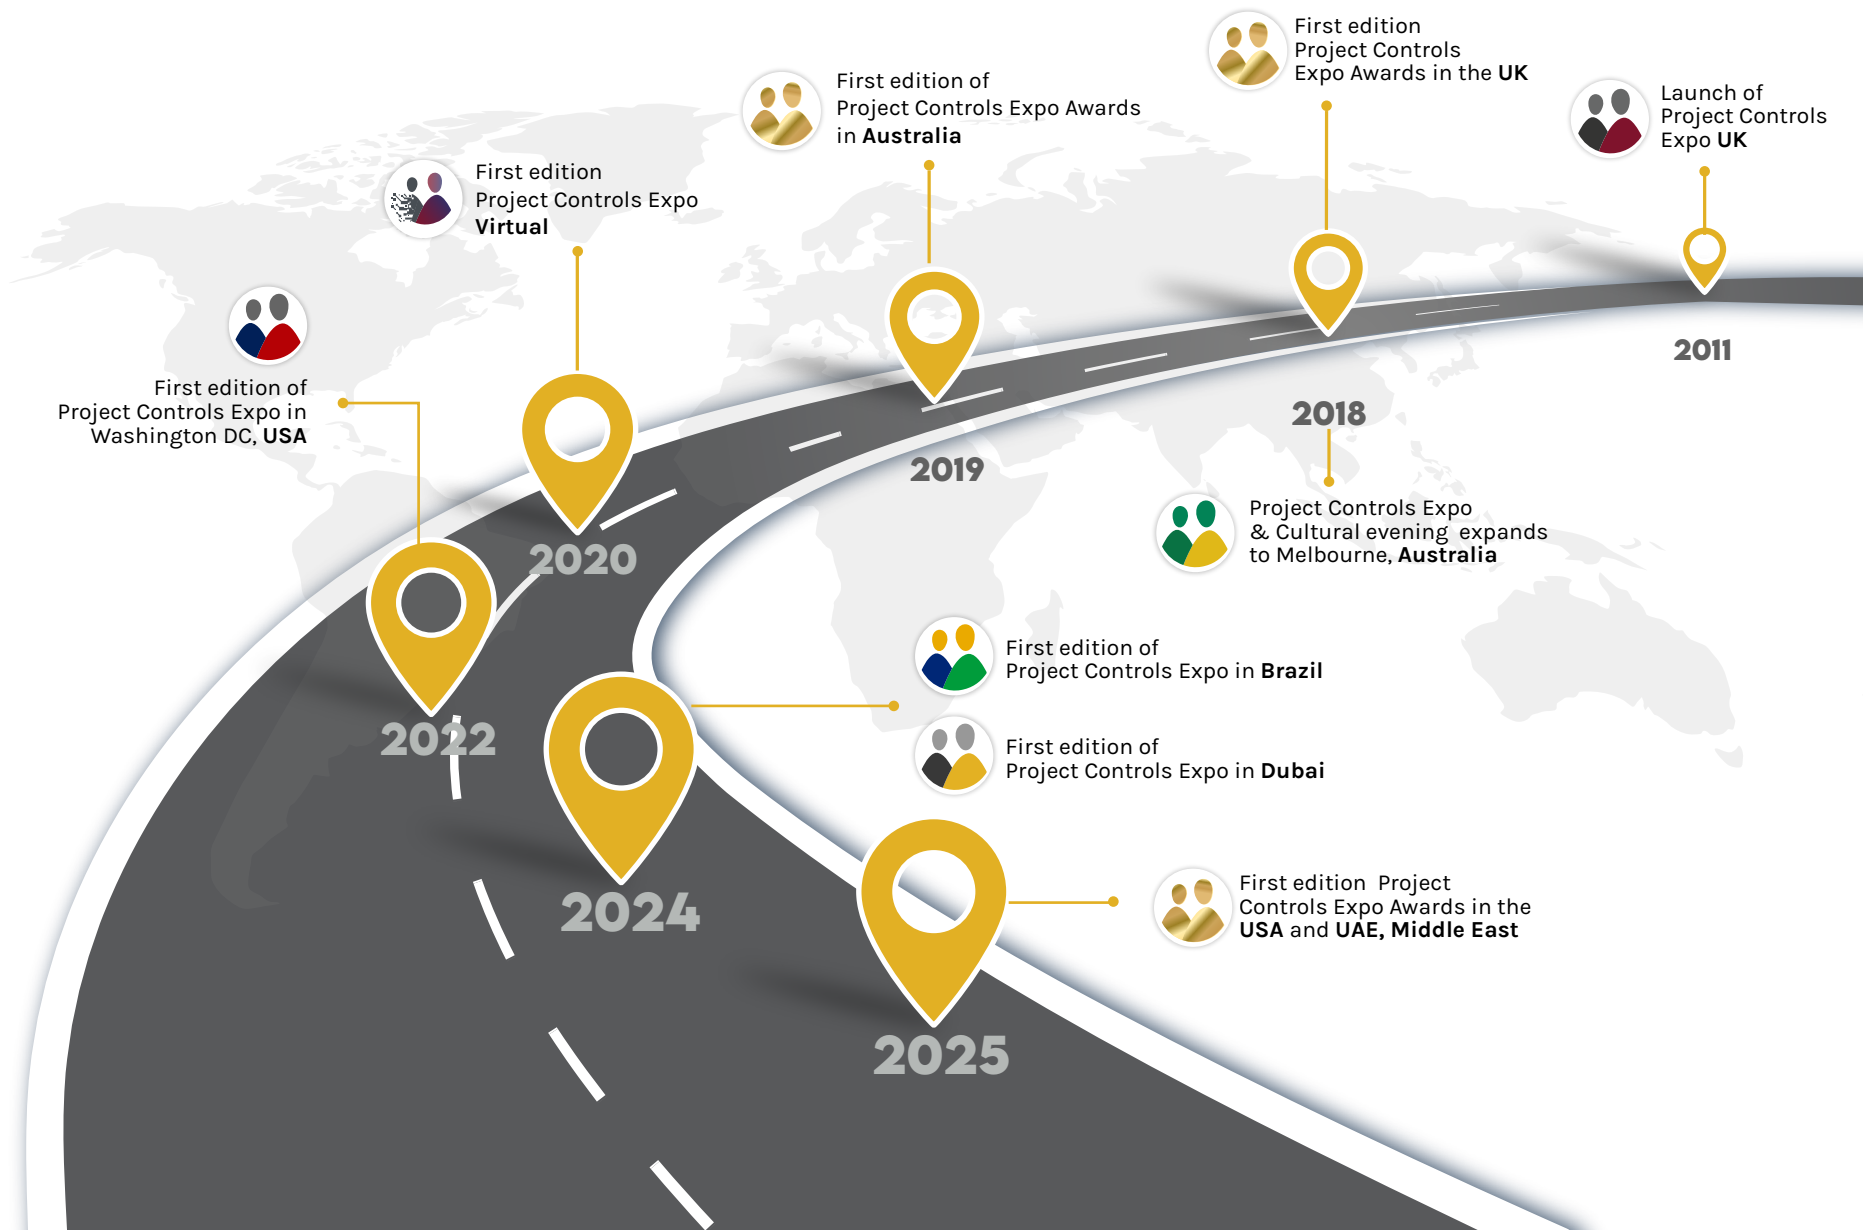 First edition
Project Controls
Expo Awards in the UK
Launch of
Project Controls
Expo UK
First edition of
Project Controls Expo Awards
in Australia
First edition
Project Controls Expo
Virtual
First edition of
Project Controls Expo in
Washington DC, USA
2011
2018
2019
Project Controls Expo
& Cultural evening expands
to Melbourne, Australia
2020
2022
First edition of
Project Controls Expo in Brazil
First edition of
Project Controls Expo in Dubai
2024
First edition Project
Controls Expo Awards in the
USA and UAE, Middle East
2025